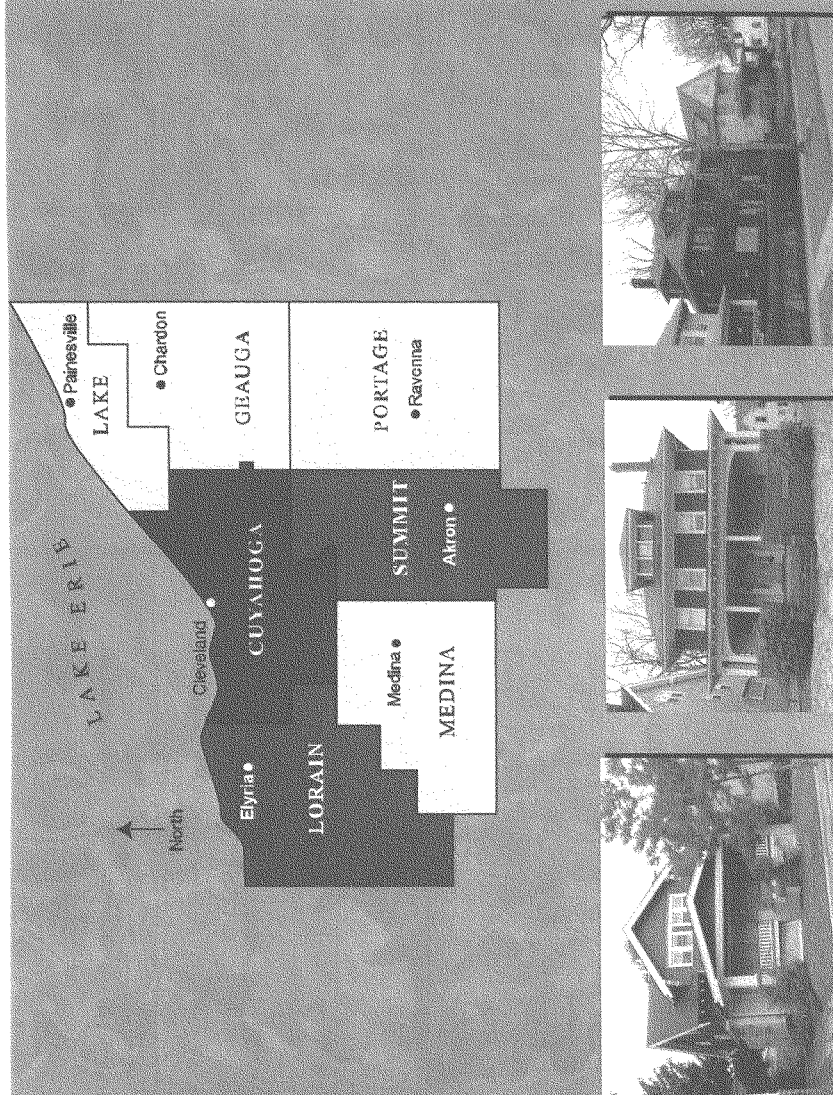 LAKE ERIE
North
Painesville
LAKE
Chardon
Cleveland
GEAUGA
CUYAHOGA
Elyria
LORAIN
PORTAGE
Ravenna
SUMMIT
Akron
Medina
MEDINA